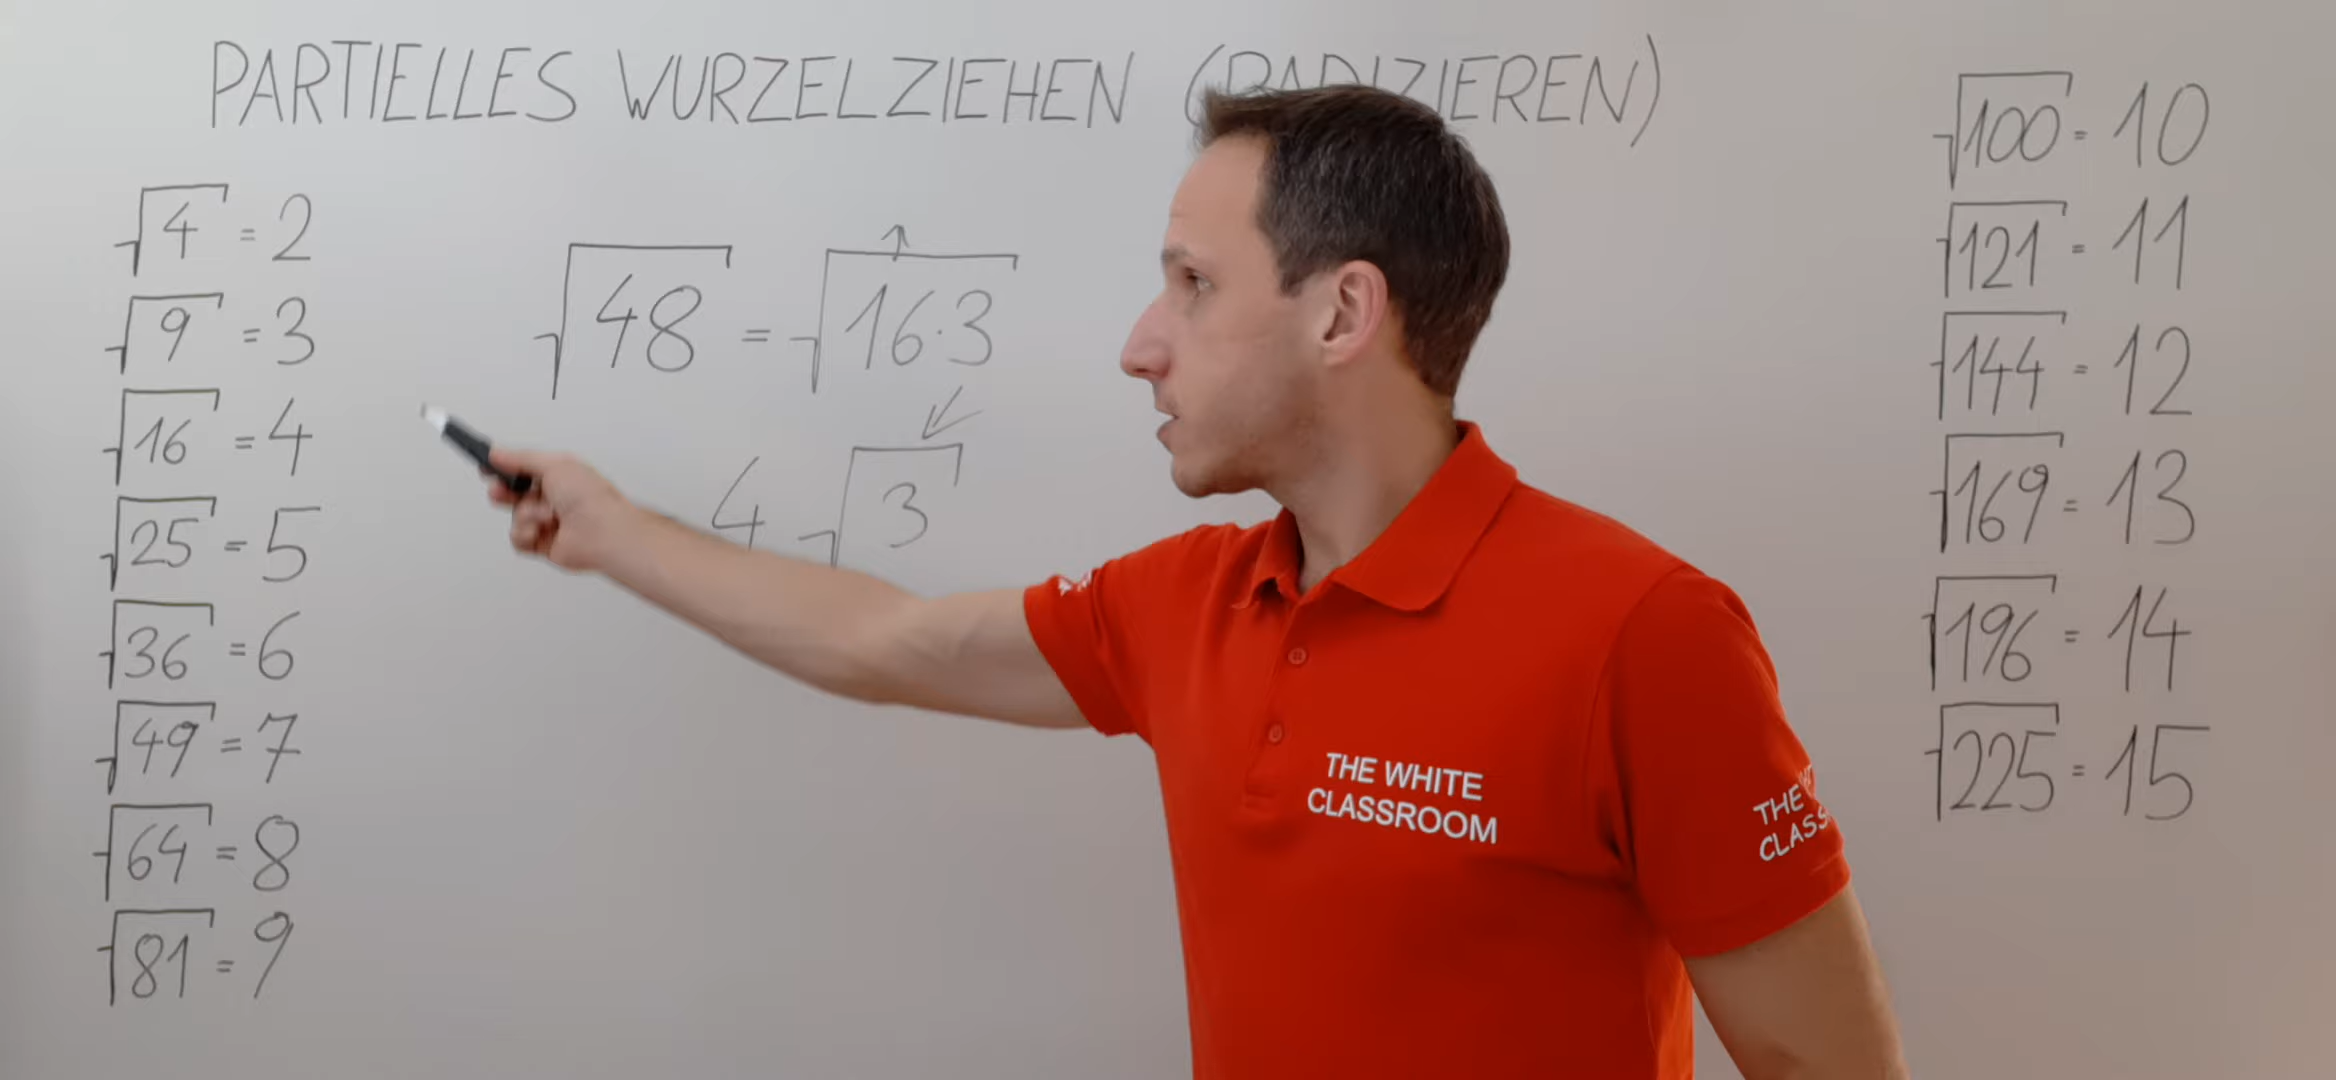 PARTIELLES WURZELZIEHEN (RADIZIEREN)
√4 = 2
√9 = 3
√16 = 4
√25 = 5
√36 = 6
√49 = 7
√64 = 8
√81 = 9
√48 = √16·3
4 √3
√100 = 10
√121 = 11
√144 = 12
√169 = 13
√196 = 14
√225 = 15
THE WHITE
CLASSROOM
THE